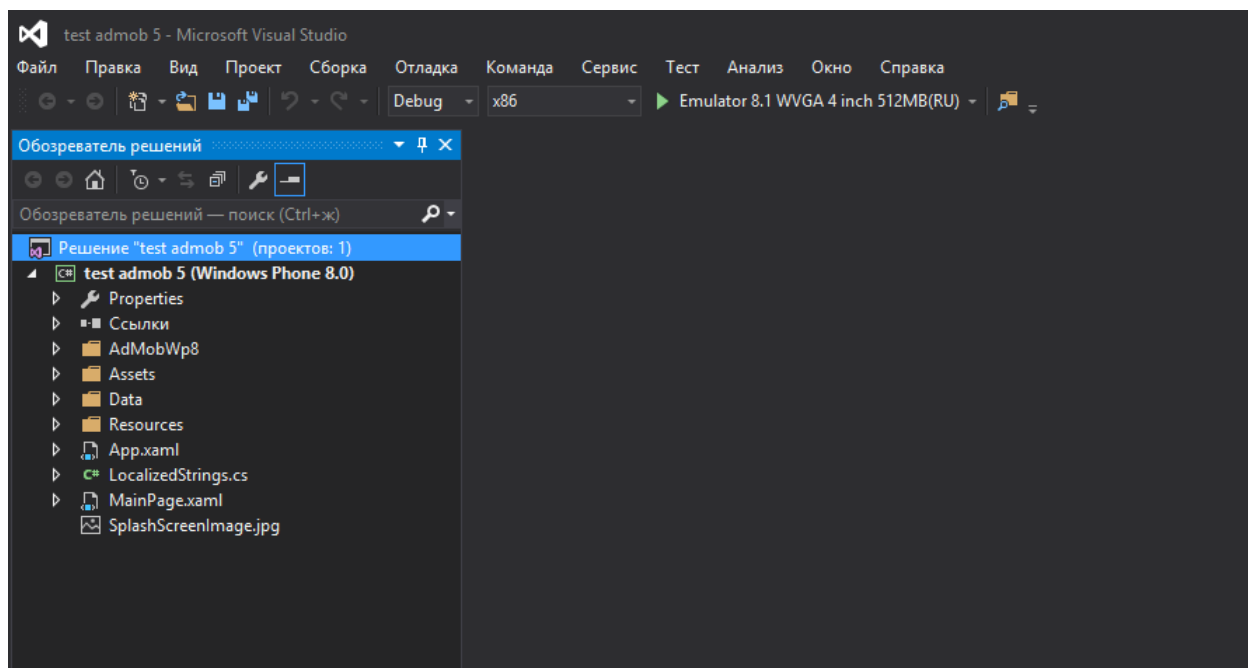 test admob 5 - Microsoft Visual Studio
Файл Правка Вид Проект Сборка Отладка Команда Сервис Тест Анализ Окно Справка
Debug x86 Emulator 8.1 WVGA 4 inch 512MB(RU)
Обозреватель решений
Обозреватель решений — поиск (Ctrl+ж)
Решение "test admob 5" (проектов: 1)
C# test admob 5 (Windows Phone 8.0)
Properties
Ссылки
AdMobWp8
Assets
Data
Resources
App.xaml
C# LocalizedStrings.cs
MainPage.xaml
SplashScreenImage.jpg